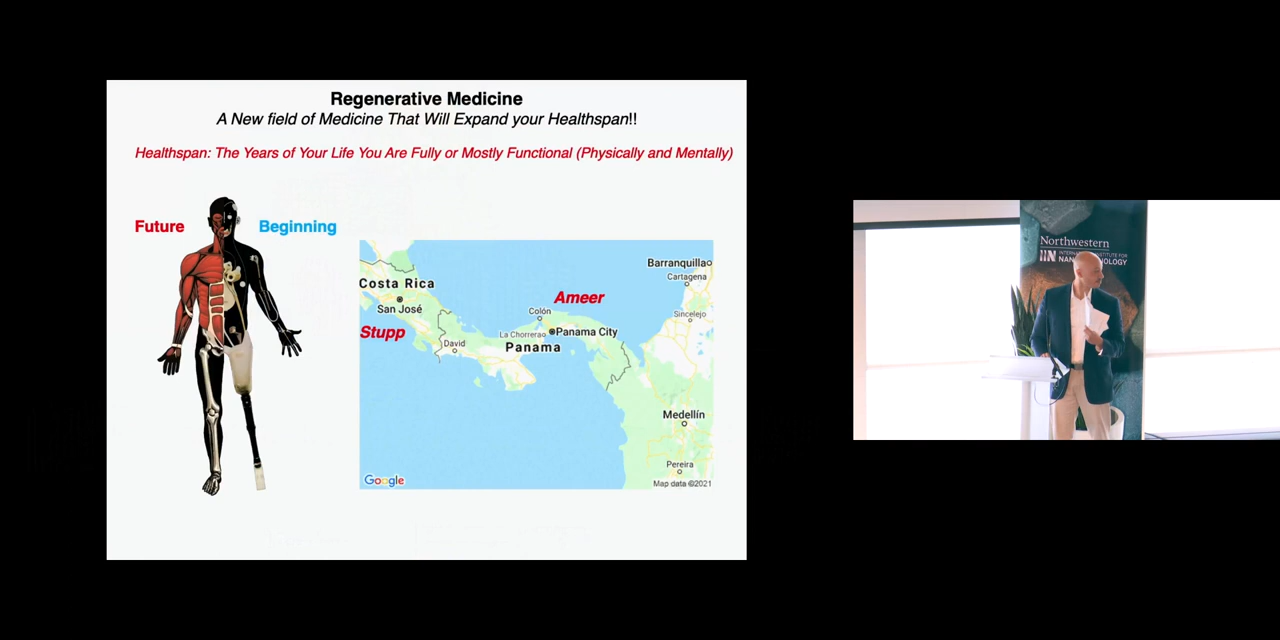 Regenerative Medicine
A New field of Medicine That Will Expand your Healthspan!!
Healthspan: The Years of Your Life You Are Fully or Mostly Functional (Physically and Mentally)
Future
Beginning
Barranquilla
Cartagena
Costa Rica
San José
Ameer
Colón
Sincelejo
Stupp
La Chorrera
Panama City
David
Panama
Medellín
Pereira
Google
Map data ©2021
Northwestern
INTERNATIONAL INSTITUTE FOR